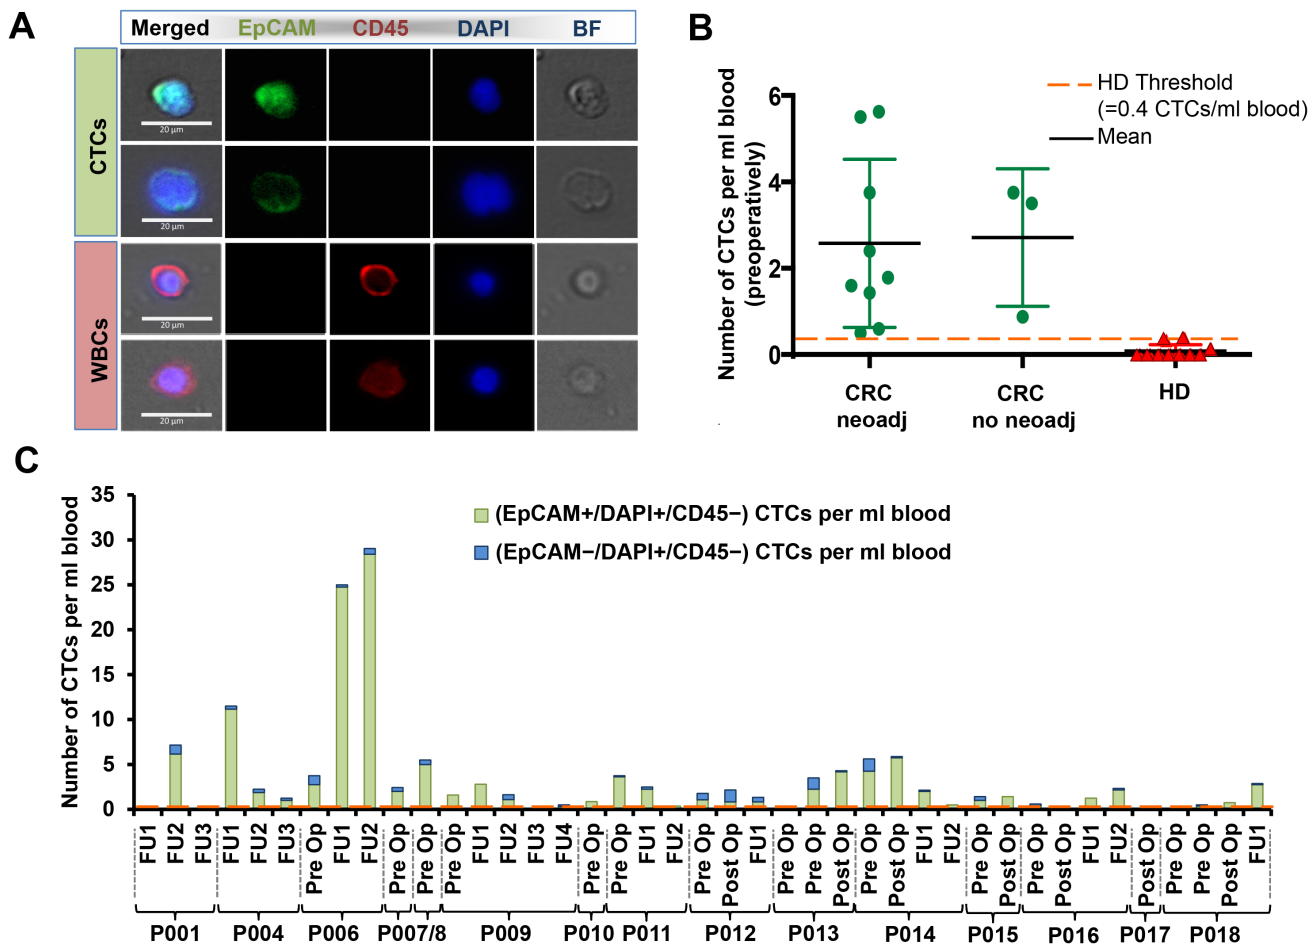 A
Merged EpCAM CD45 DAPI BF
CTCs
20 µm
20 µm
WBCs
20 µm
20 µm
B
Number of CTCs per ml blood
(preoperatively)
6
4
2
0
HD Threshold
(=0.4 CTCs/ml blood)
Mean
CRC
neoadj
CRC
no neoadj
HD
C
Number of CTCs per ml blood
35
30
25
20
15
10
5
0
(EpCAM+/DAPI+/CD45−) CTCs per ml blood
(EpCAM−/DAPI+/CD45−) CTCs per ml blood
FU1 FU2 FU3 FU1 FU2 FU3 Pre Op FU1 FU2 Pre Op Pre Op Pre Op FU1 FU2 FU3 FU4 Pre Op Pre Op FU1 FU2 Pre Op Post Op FU1 Pre Op Pre Op Post Op Pre Op Post Op FU1 FU2 Pre Op Post Op Pre Op Post Op FU1 FU2 Post Op Pre Op Pre Op Post Op FU1
P001 P004 P006 P007/8 P009 P010 P011 P012 P013 P014 P015 P016 P017 P018